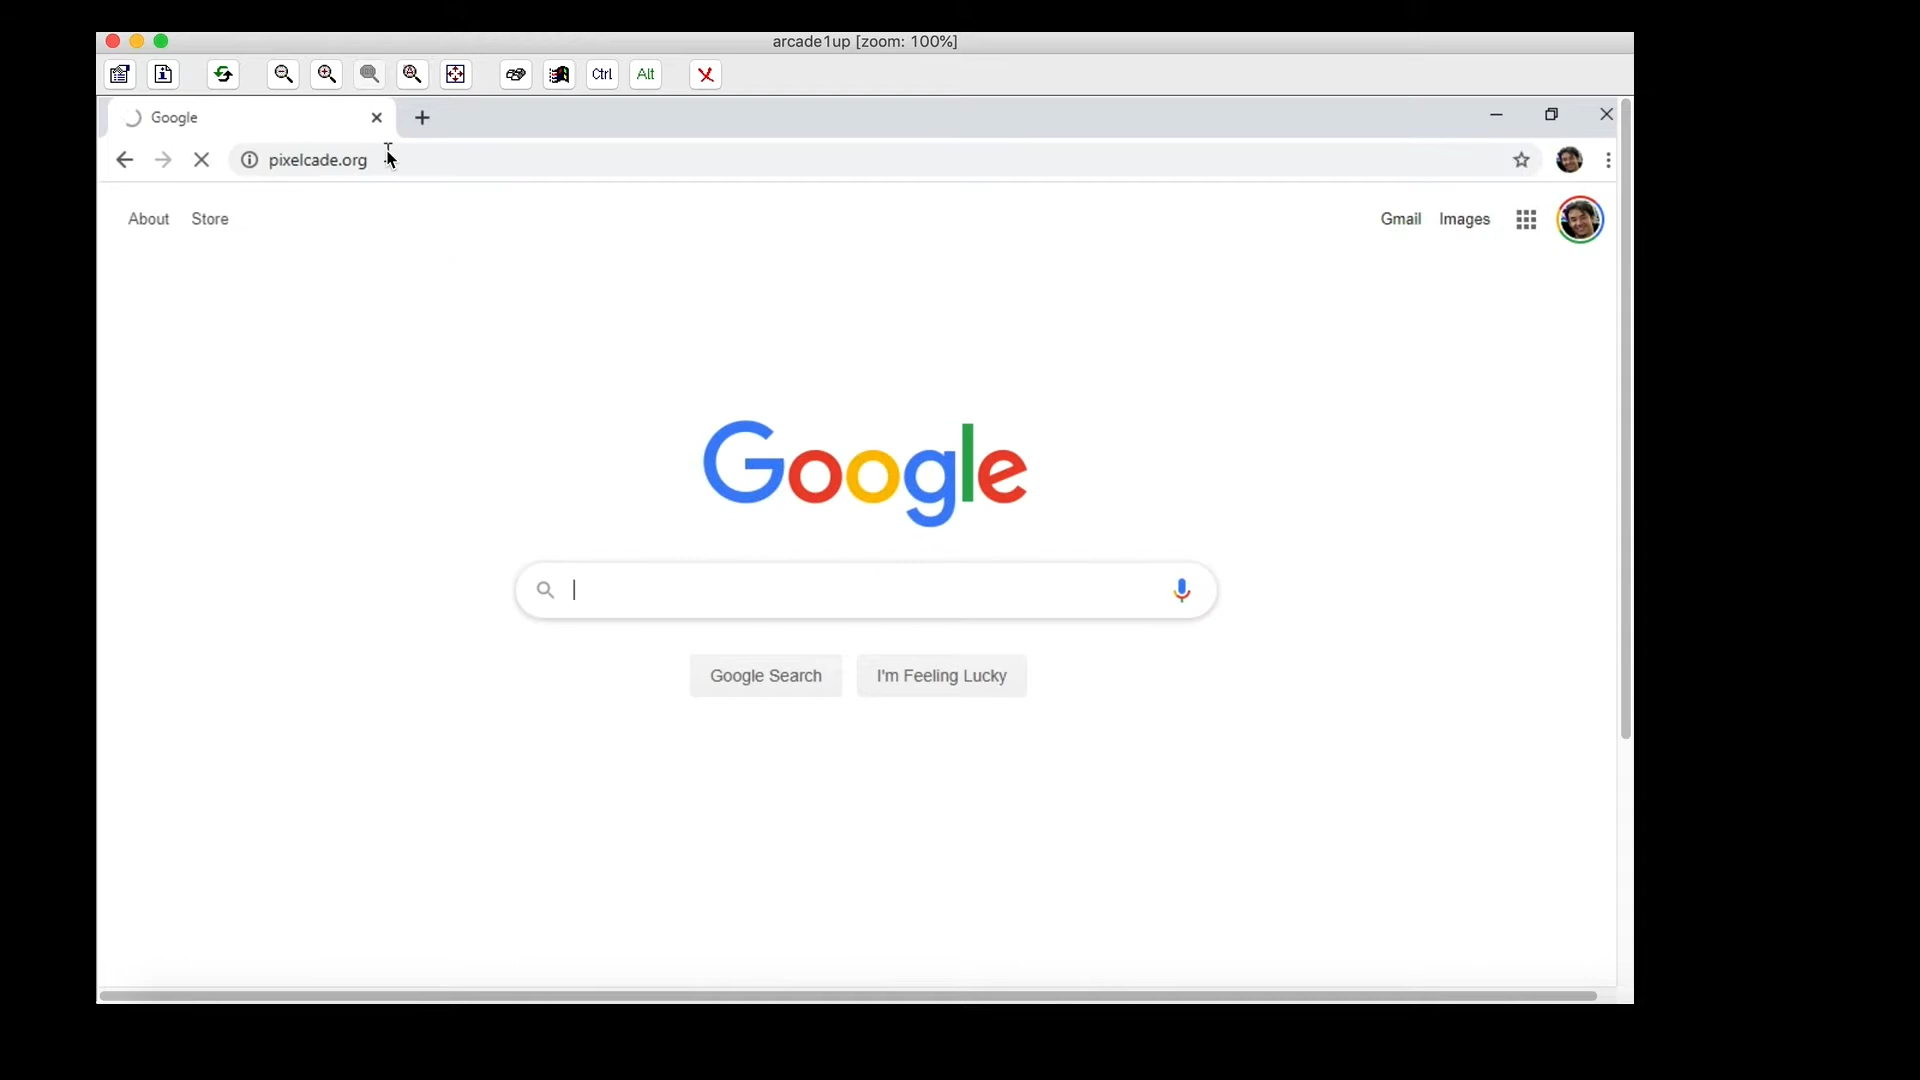 arcade1up [zoom: 100%]
Ctrl Alt
Google
pixelcade.org
About Store Gmail Images
Google
Google Search I'm Feeling Lucky